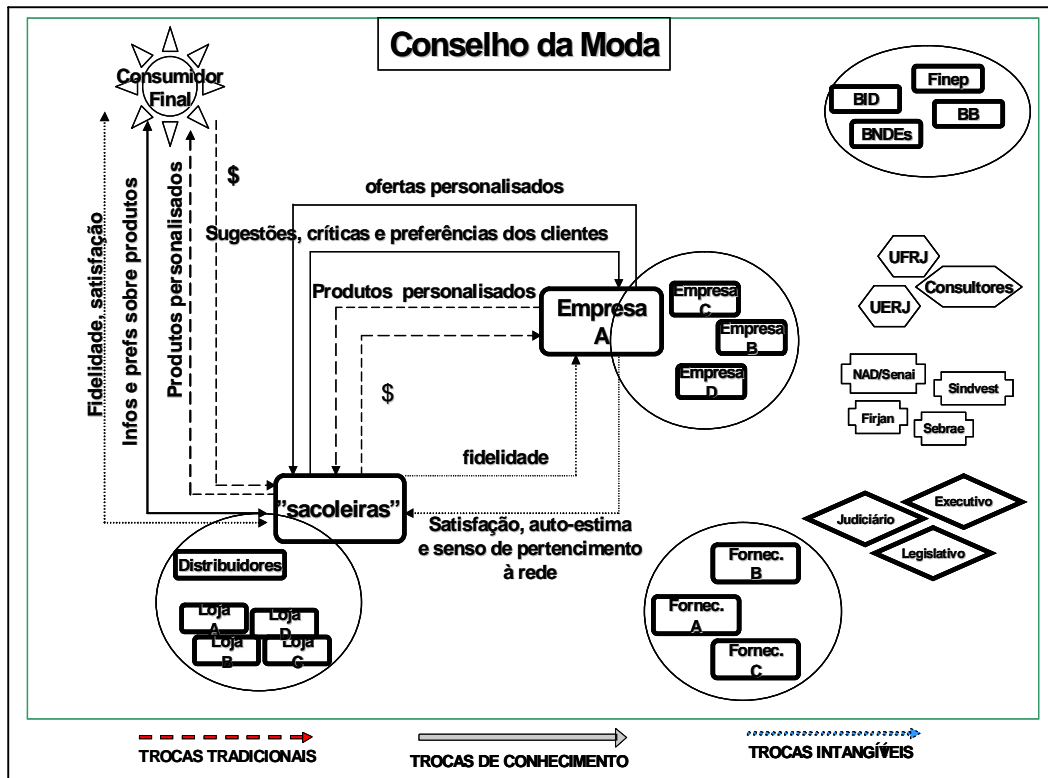 Conselho da Moda
Consumidor
Final
Finep
BID
BB
BNDEs
$
ofertas personalisados
Sugestões, críticas e preferências dos clientes
Produtos personalisados
Fidelidade, satisfação
Infos e prefs sobre produtos
Produtos personalisados
Empresa
A
Empresa
C
Empresa
B
Empresa
D
UFRJ
Consultores
UERJ
NAD/Senai
Sindvest
Firjan
Sebrae
$
fidelidade
"sacoleiras"
Satisfação, auto-estima
e senso de pertencimento
à rede
Executivo
Judiciário
Legislativo
Distribuidores
Loja
A
Loja
D
Loja
B
Loja
C
Fornec.
B
Fornec.
A
Fornec.
C
TROCAS TRADICIONAIS
TROCAS DE CONHECIMENTO
TROCAS INTANGÍVEIS